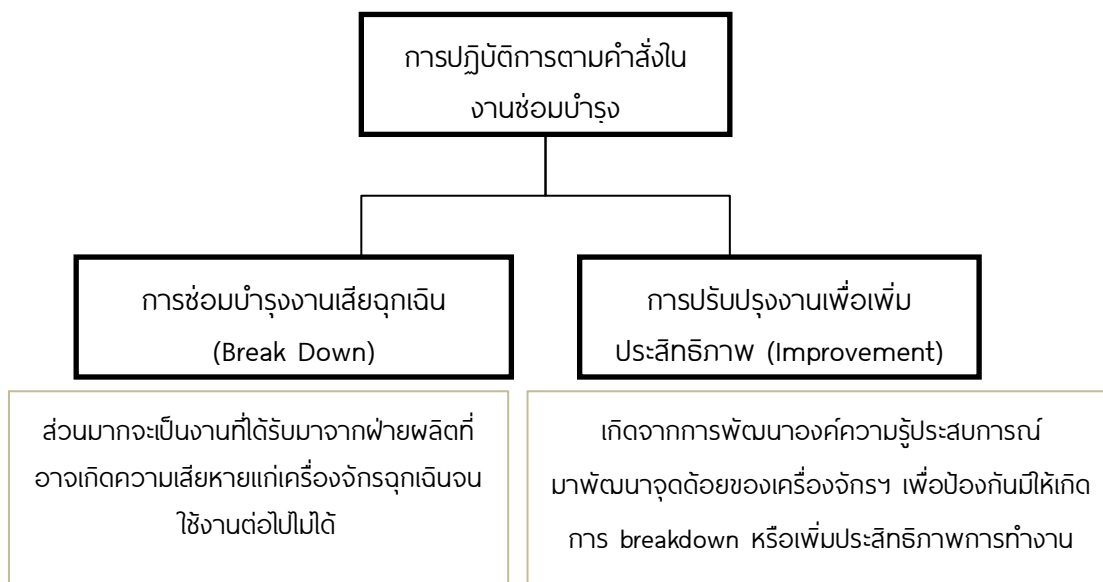 การปฏิบัติการตามคำสั่งใน
งานซ่อมบำรุง
การซ่อมบำรุงงานเสียฉุกเฉิน
(Break Down)
การปรับปรุงงานเพื่อเพิ่ม
ประสิทธิภาพ (Improvement)
ส่วนมากจะเป็นงานที่ได้รับมาจากฝ่ายผลิตที่
อาจเกิดความเสียหายแก่เครื่องจักรฉุกเฉินจน
ใช้งานต่อไปไม่ได้
เกิดจากการพัฒนาองค์ความรู้ประสบการณ์
มาพัฒนาจุดด้อยของเครื่องจักรฯ เพื่อป้องกันมิให้เกิด
การ breakdown หรือเพิ่มประสิทธิภาพการทำงาน